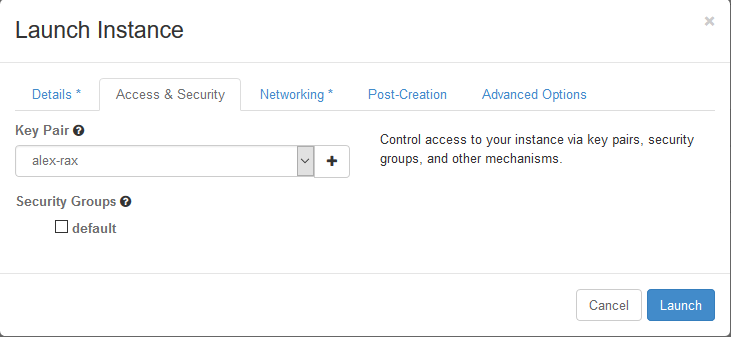 Launch Instance
×
Details * Access & Security Networking * Post-Creation Advanced Options
Key Pair ?
alex-rax
+
Control access to your instance via key pairs, security
groups, and other mechanisms.
Security Groups ?
default
Cancel Launch